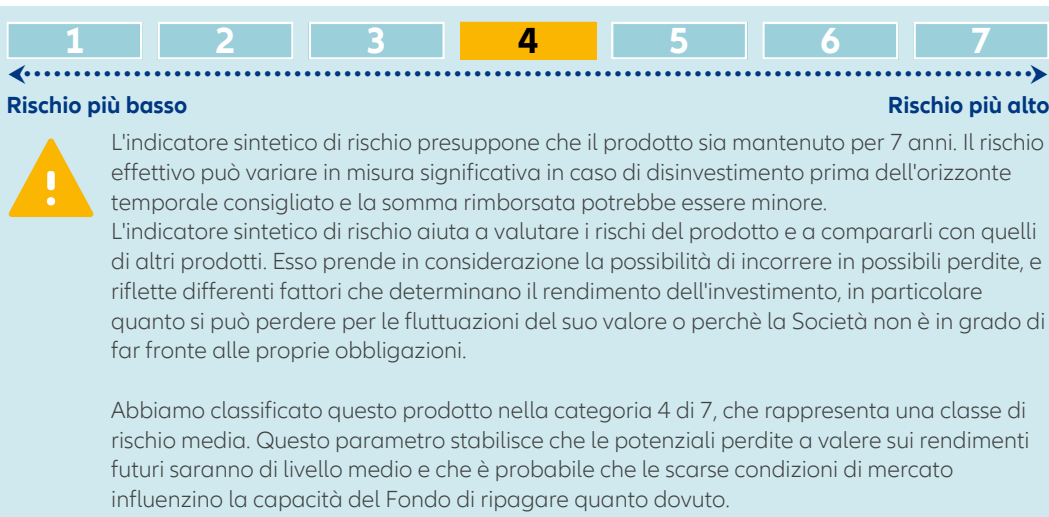 1 2 3 4 5 6 7
Rischio più basso Rischio più alto
L'indicatore sintetico di rischio presuppone che il prodotto sia mantenuto per 7 anni. Il rischio
effettivo può variare in misura significativa in caso di disinvestimento prima dell'orizzonte
temporale consigliato e la somma rimborsata potrebbe essere minore.
L'indicatore sintetico di rischio aiuta a valutare i rischi del prodotto e a compararli con quelli
di altri prodotti. Esso prende in considerazione la possibilità di incorrere in possibili perdite, e
riflette differenti fattori che determinano il rendimento dell'investimento, in particolare
quanto si può perdere per le fluttuazioni del suo valore o perchè la Società non è in grado di
far fronte alle proprie obbligazioni.
Abbiamo classificato questo prodotto nella categoria 4 di 7, che rappresenta una classe di
rischio media. Questo parametro stabilisce che le potenziali perdite a valere sui rendimenti
futuri saranno di livello medio e che è probabile che le scarse condizioni di mercato
influenzino la capacità del Fondo di ripagare quanto dovuto.